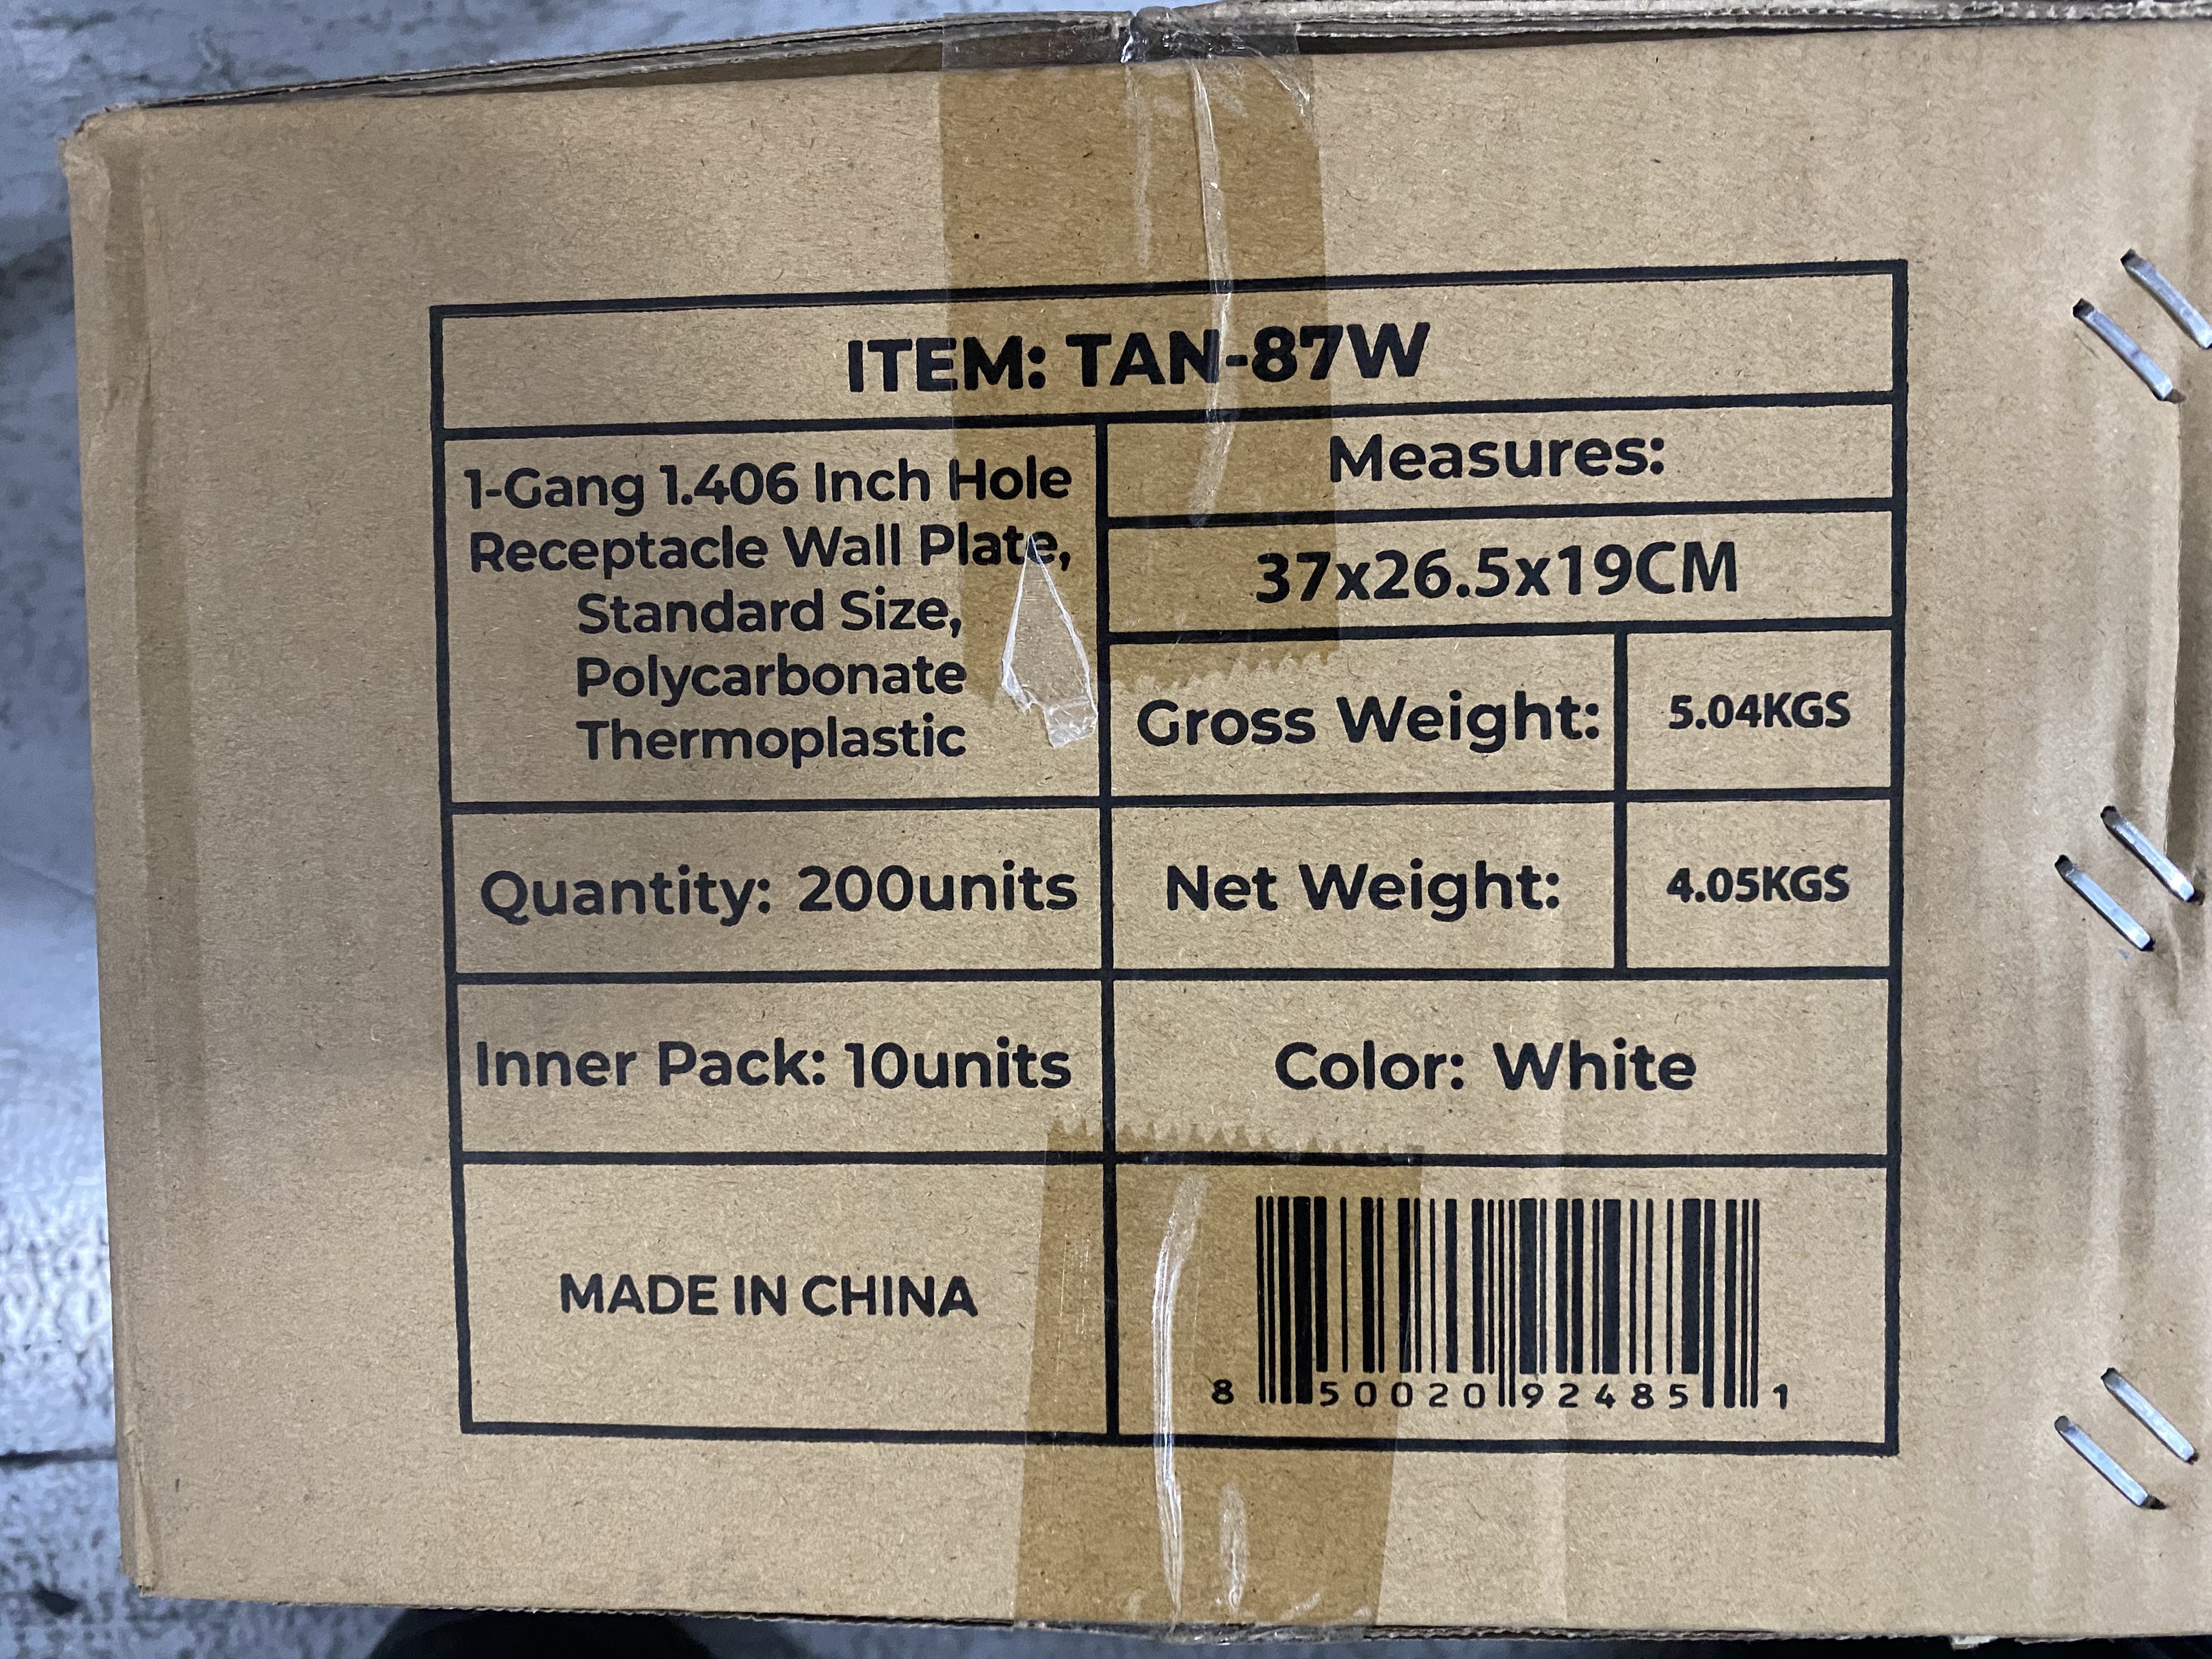 ITEM: TAN-87W
1-Gang 1.406 Inch Hole
Receptacle Wall Plate,
Standard Size,
Polycarbonate
Thermoplastic
Measures:
37x26.5x19CM
Gross Weight: 5.04KGS
Quantity: 200units
Net Weight: 4.05KGS
Inner Pack: 10units
Color: White
MADE IN CHINA
8 50020 92485 1